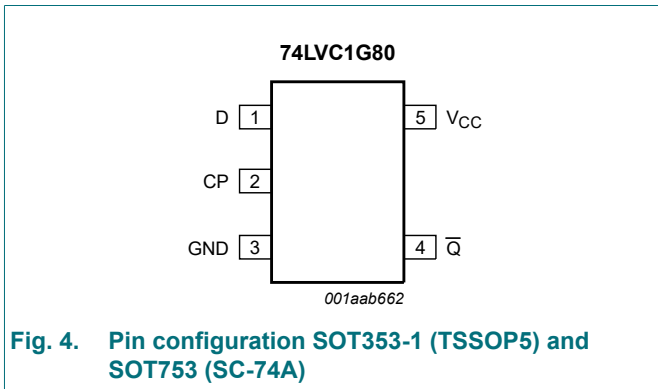 74LVC1G80
D 1 5 V_CC
CP 2
GND 3 4 Q̅
001aab662
Fig. 4. Pin configuration SOT353-1 (TSSOP5) and
SOT753 (SC-74A)